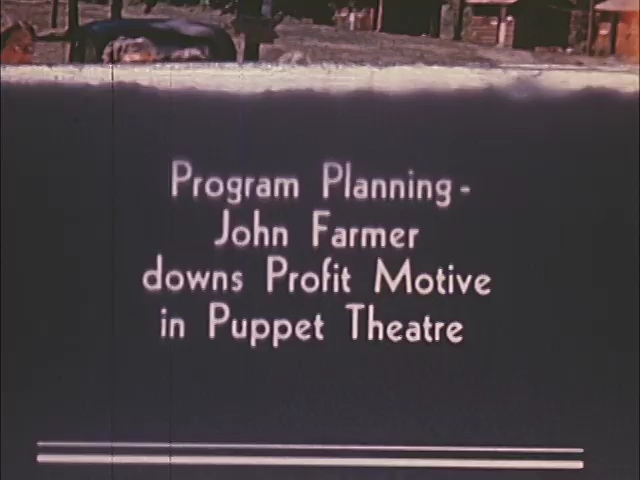 Program Planning -
John Farmer
downs Profit Motive
in Puppet Theatre